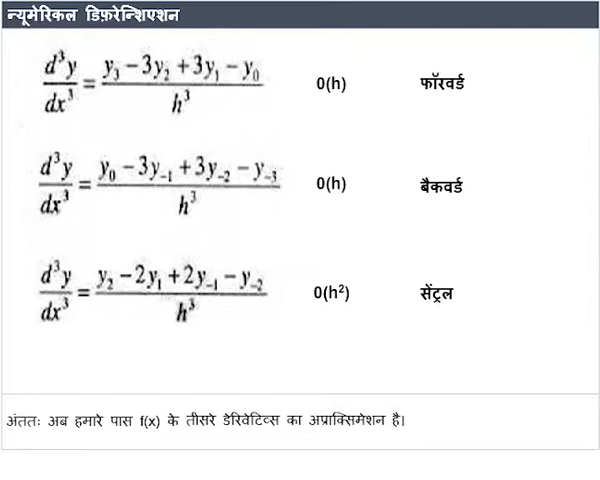 न्यूमेरिकल डिफ़रेन्शिएशन
d³y/dx³ = (y₃ − 3y₂ + 3y₁ − y₀)/h³ 0(h) फॉरवर्ड
d³y/dx³ = (y₀ − 3y₋₁ + 3y₋₂ − y₋₃)/h³ 0(h) बैकवर्ड
d³y/dx³ = (y₂ − 2y₁ + 2y₋₁ − y₋₂)/h³ 0(h²) सेंट्रल
अंततः अब हमारे पास f(x) के तीसरे डेरिवेटिव्स का अप्राक्सिमेशन है।